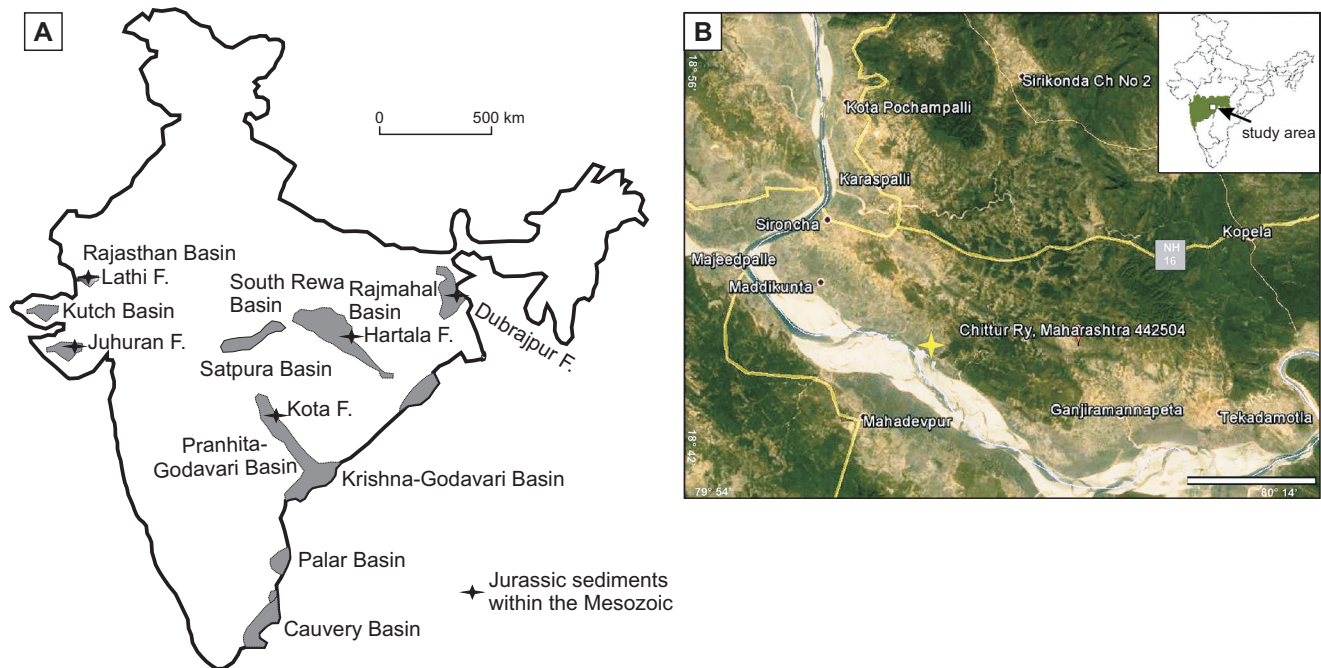 A
0 500 km
Rajasthan Basin
Lathi F.
Kutch Basin
Juhuran F.
South Rewa
Basin
Rajmahal
Basin
Hartala F.
Dubrajpur F.
Satpura Basin
Kota F.
Pranhita-
Godavari Basin
Krishna-Godavari Basin
Palar Basin
Cauvery Basin
Jurassic sediments
within the Mesozoic
B
18° 56'
Sirikonda Ch No 2
Kota Pochampalli
study area
Karaspalli
Sironcha
Kopela
NH
16
Majeedpalle
Maddikunta
Chittur Ry, Maharashtra 442504
Mahadevpur
Ganjiramannapeta
Tekadamotla
18° 42'
79° 54'
80° 14'